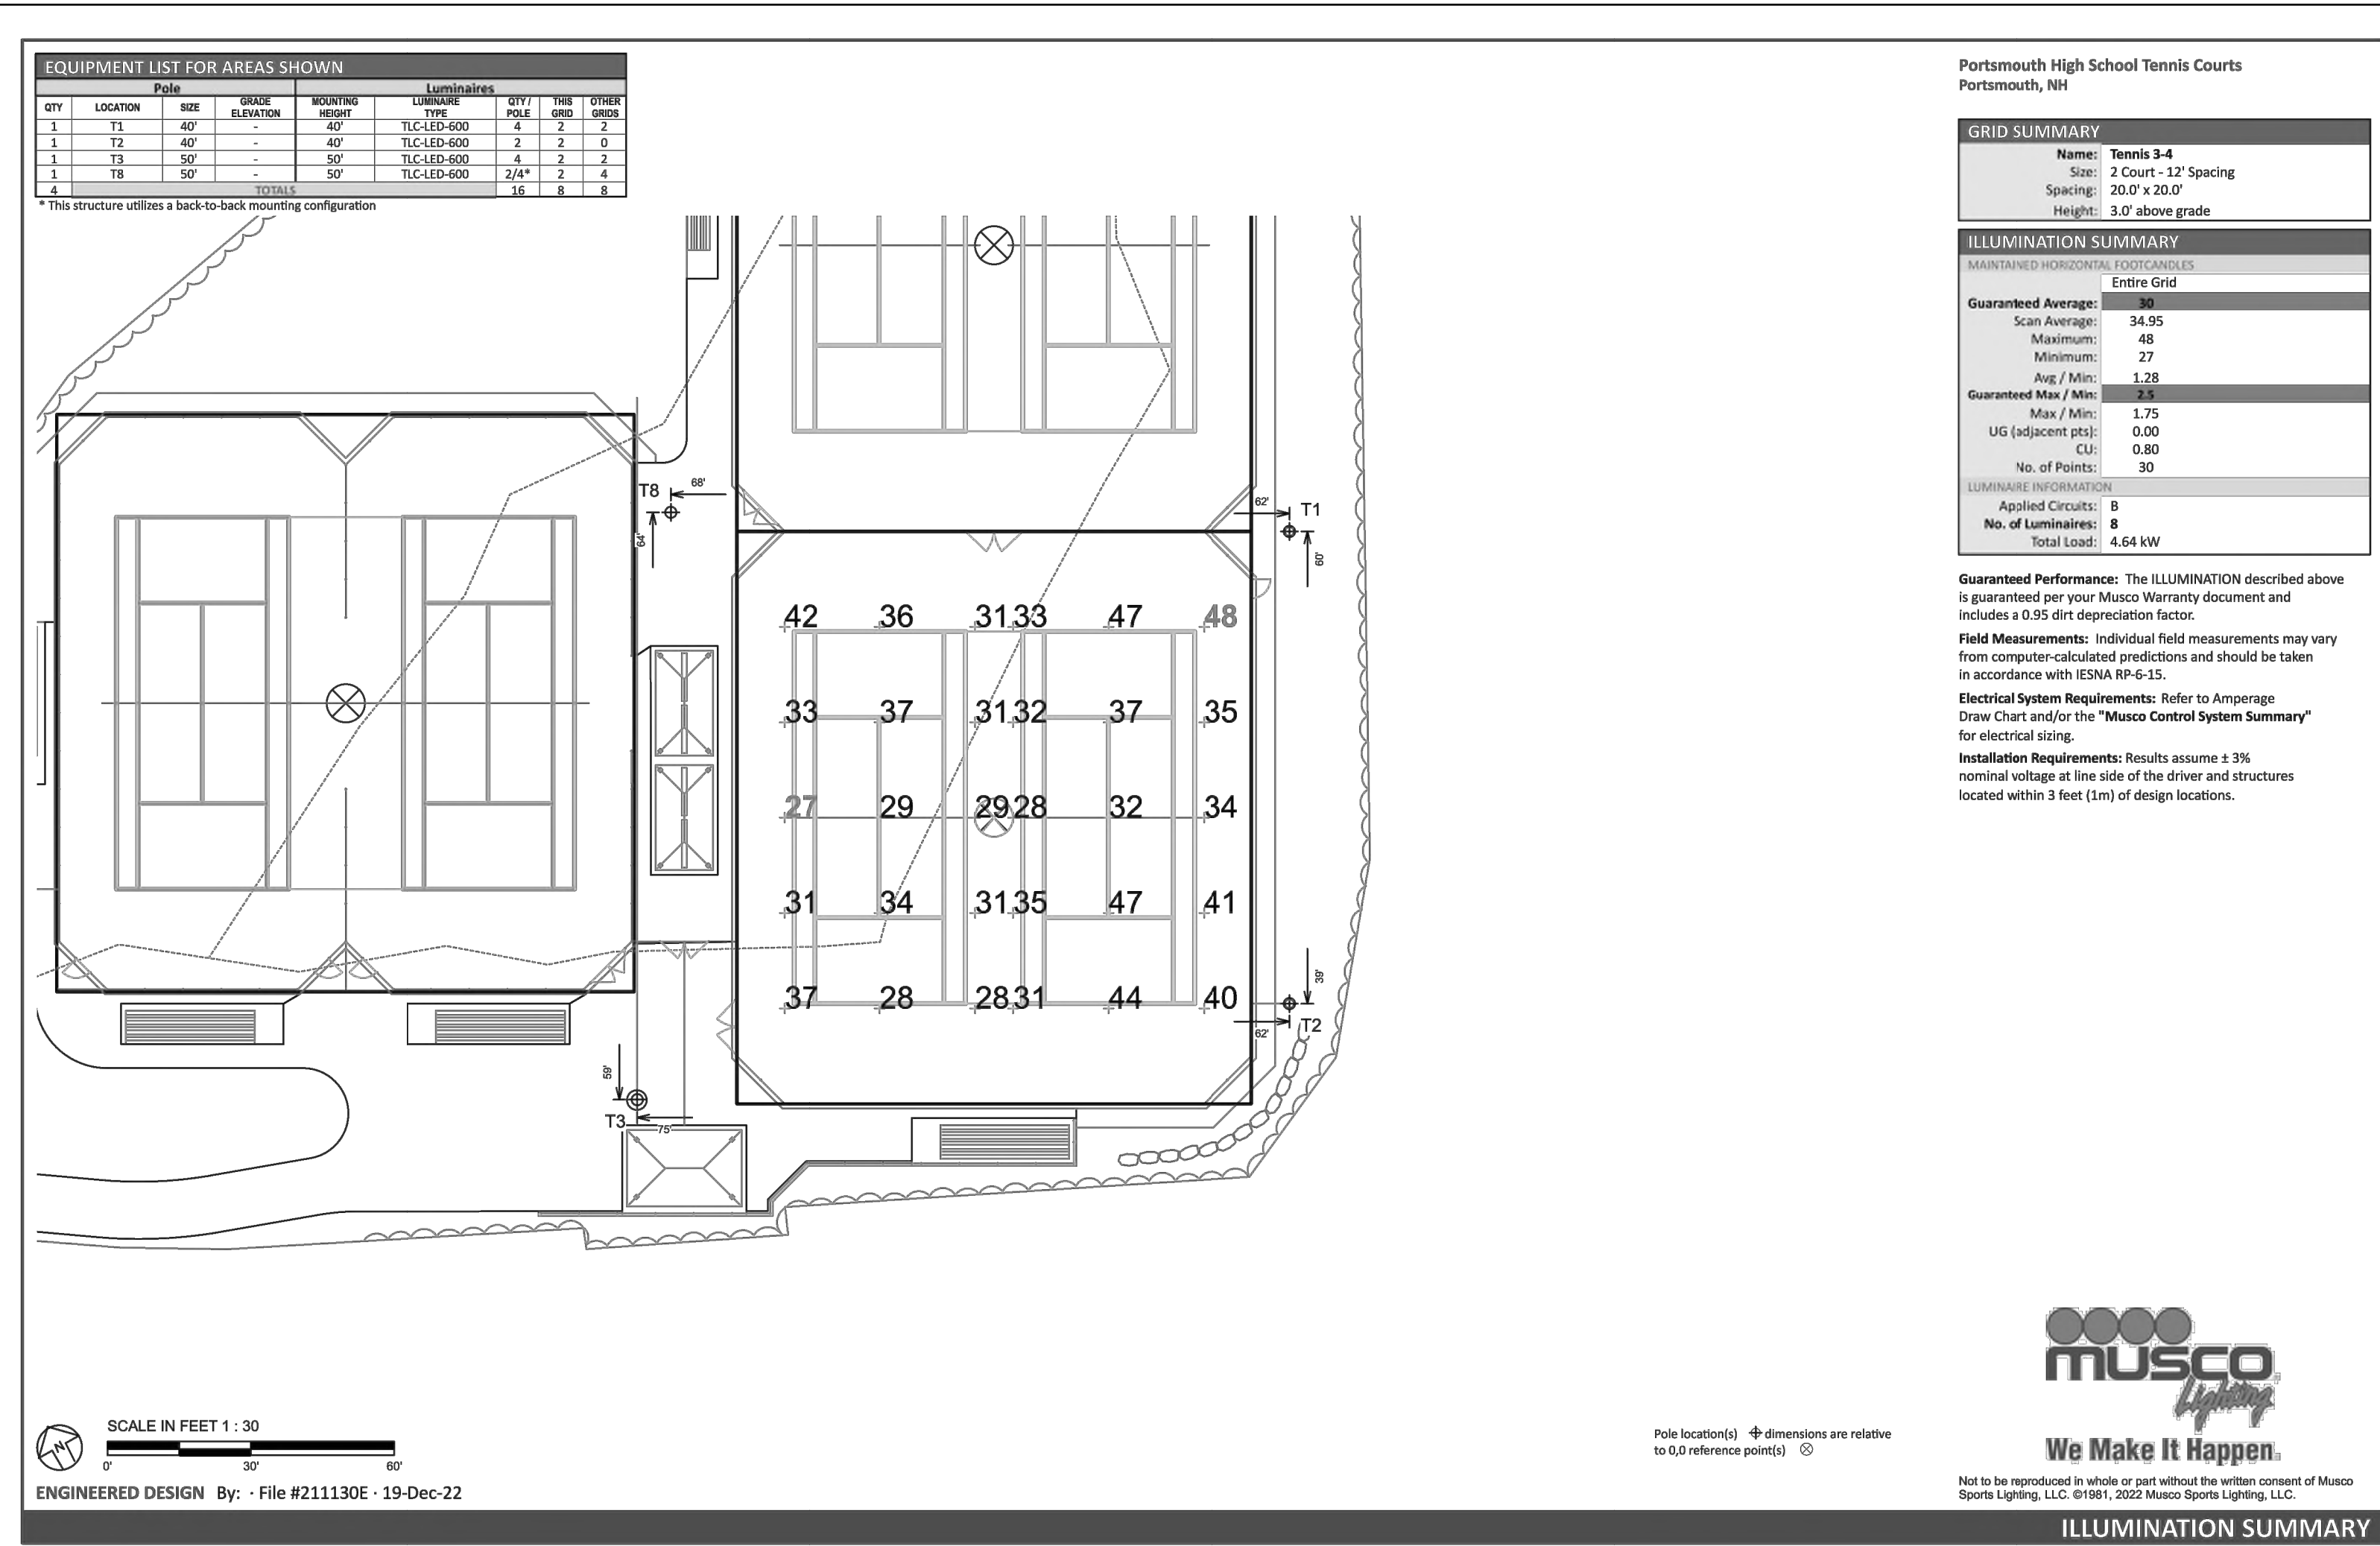 EQUIPMENT LIST FOR AREAS SHOWN
Pole Luminaires
QTY LOCATION SIZE GRADE ELEVATION MOUNTING HEIGHT LUMINAIRE TYPE QTY / POLE THIS GRID OTHER GRIDS
1 T1 40' - 40' TLC-LED-600 4 2 2
1 T2 40' - 40' TLC-LED-600 2 2 0
1 T3 50' - 50' TLC-LED-600 4 2 2
1 T8 50' - 50' TLC-LED-600 2/4* 2 4
4 TOTALS 16 8 8
* This structure utilizes a back-to-back mounting configuration
T8 68'
64'
62' T1
60'
42 36 31 33 47 48
33 37 31 32 37 35
27 29 29 28 32 34
31 34 31 35 47 41
37 28 28 31 44 40
39'
62' T2
59'
T3 75'
Portsmouth High School Tennis Courts
Portsmouth, NH
GRID SUMMARY
Name: Tennis 3-4
Size: 2 Court - 12' Spacing
Spacing: 20.0' x 20.0'
Height: 3.0' above grade
ILLUMINATION SUMMARY
MAINTAINED HORIZONTAL FOOTCANDLES
Entire Grid
Guaranteed Average: 30
Scan Average: 34.95
Maximum: 48
Minimum: 27
Avg / Min: 1.28
Guaranteed Max / Min: 2.5
Max / Min: 1.75
UG (adjacent pts): 0.00
CU: 0.80
No. of Points: 30
LUMINAIRE INFORMATION
Applied Circuits: B
No. of Luminaires: 8
Total Load: 4.64 kW
Guaranteed Performance: The ILLUMINATION described above
is guaranteed per your Musco Warranty document and
includes a 0.95 dirt depreciation factor.
Field Measurements: Individual field measurements may vary
from computer-calculated predictions and should be taken
in accordance with IESNA RP-6-15.
Electrical System Requirements: Refer to Amperage
Draw Chart and/or the "Musco Control System Summary"
for electrical sizing.
Installation Requirements: Results assume ± 3%
nominal voltage at line side of the driver and structures
located within 3 feet (1m) of design locations.
N
SCALE IN FEET 1 : 30
0' 30' 60'
ENGINEERED DESIGN By: · File #211130E · 19-Dec-22
Pole location(s) dimensions are relative
to 0,0 reference point(s)
musco
Lighting
We Make It Happen.
Not to be reproduced in whole or part without the written consent of Musco
Sports Lighting, LLC. ©1981, 2022 Musco Sports Lighting, LLC.
ILLUMINATION SUMMARY